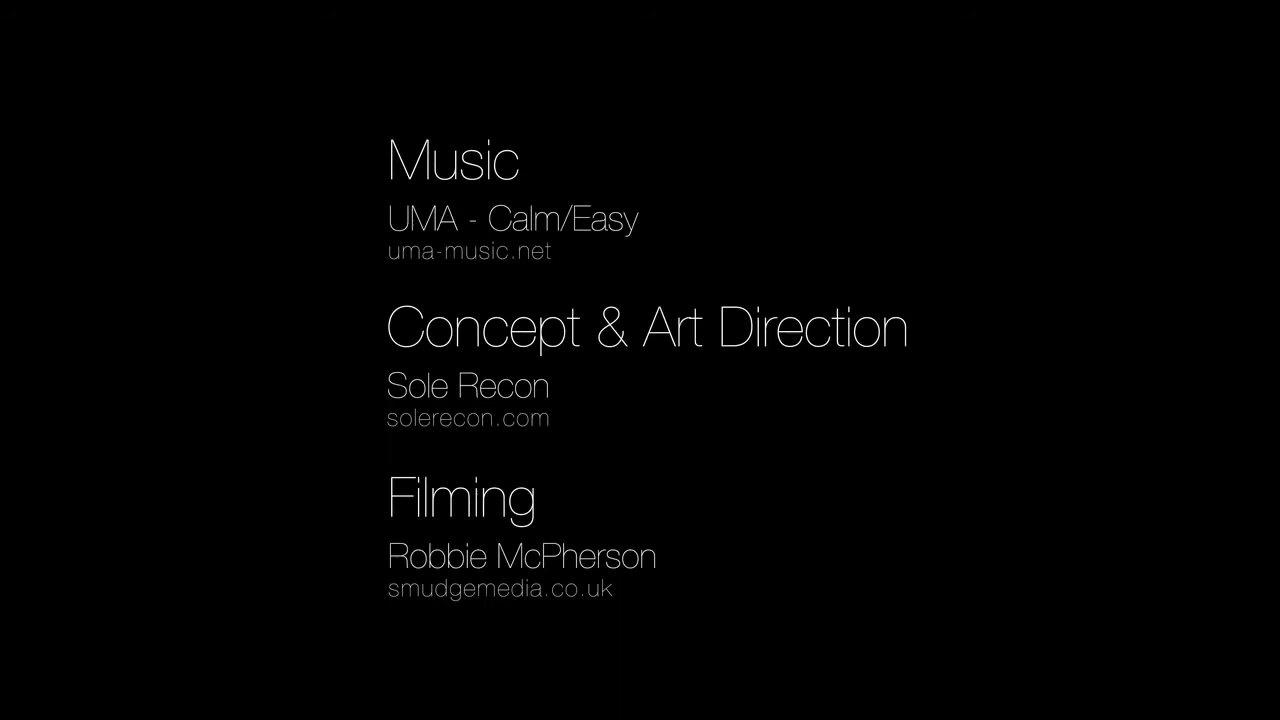 Music
UMA - Calm/Easy
uma-music.net
Concept & Art Direction
Sole Recon
solerecon.com
Filming
Robbie McPherson
smudgemedia.co.uk